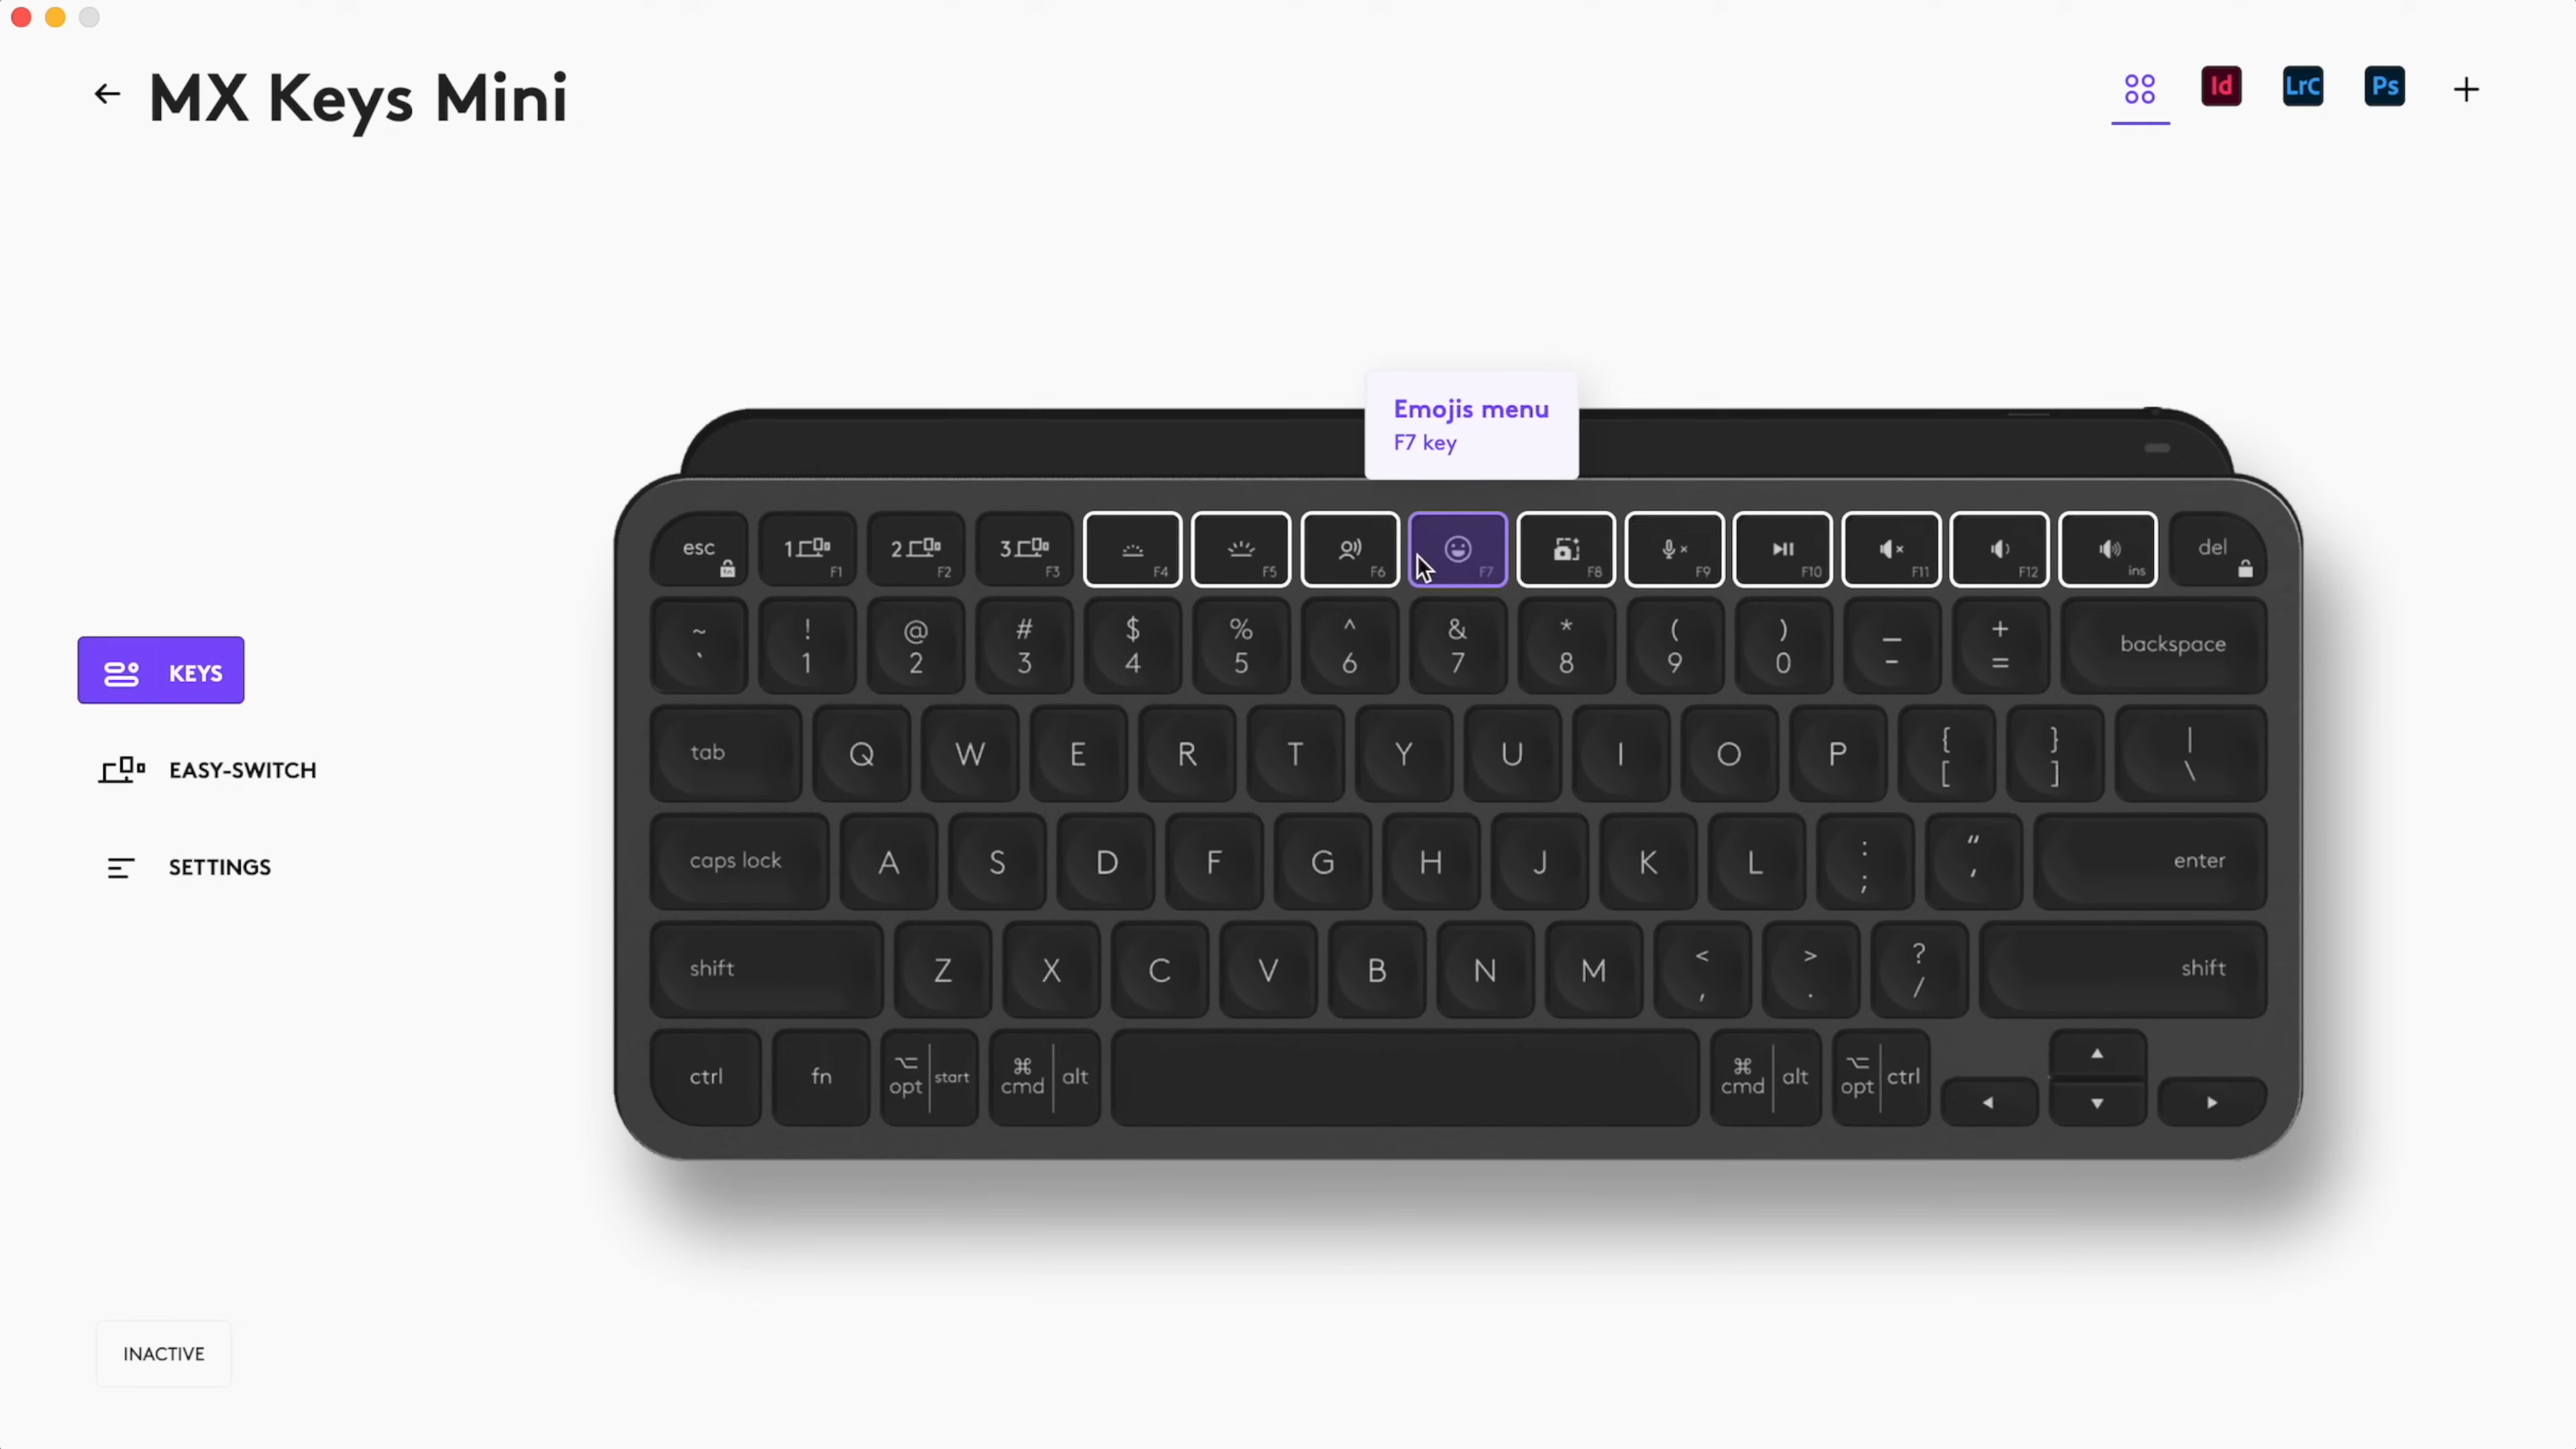 MX Keys Mini
Id LrC Ps +
Emojis menu
F7 key
esc fn 1 F1 2 F2 3 F3 F4 F5 F6 F7 F8 F9 F10 F11 F12 ins del
~ ! @ # $ % ^ & * ( ) _ +
` 1 2 3 4 5 6 7 8 9 0 - = backspace
tab Q W E R T Y U I O P { [ } ] | \
caps lock A S D F G H J K L : ; “ , enter
shift Z X C V B N M < , > . ? / shift
ctrl fn ⌥ opt start ⌘ cmd alt ⌘ cmd alt ⌥ opt ctrl
KEYS
EASY-SWITCH
SETTINGS
INACTIVE